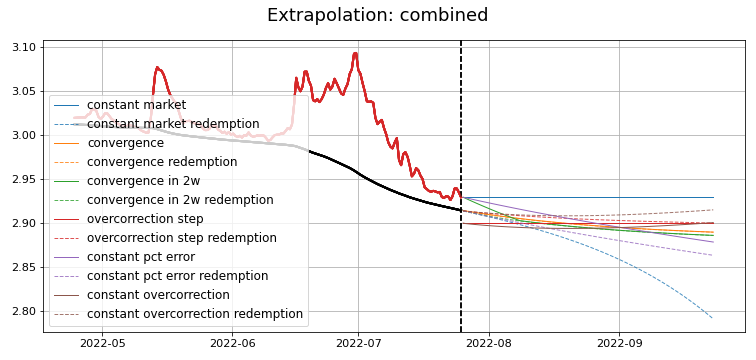 Extrapolation: combined
3.10
3.05
3.00
2.95
2.90
2.85
2.80
constant market
constant market redemption
convergence
convergence redemption
convergence in 2w
convergence in 2w redemption
overcorrection step
overcorrection step redemption
constant pct error
constant pct error redemption
constant overcorrection
constant overcorrection redemption
2022-05 2022-06 2022-07 2022-08 2022-09